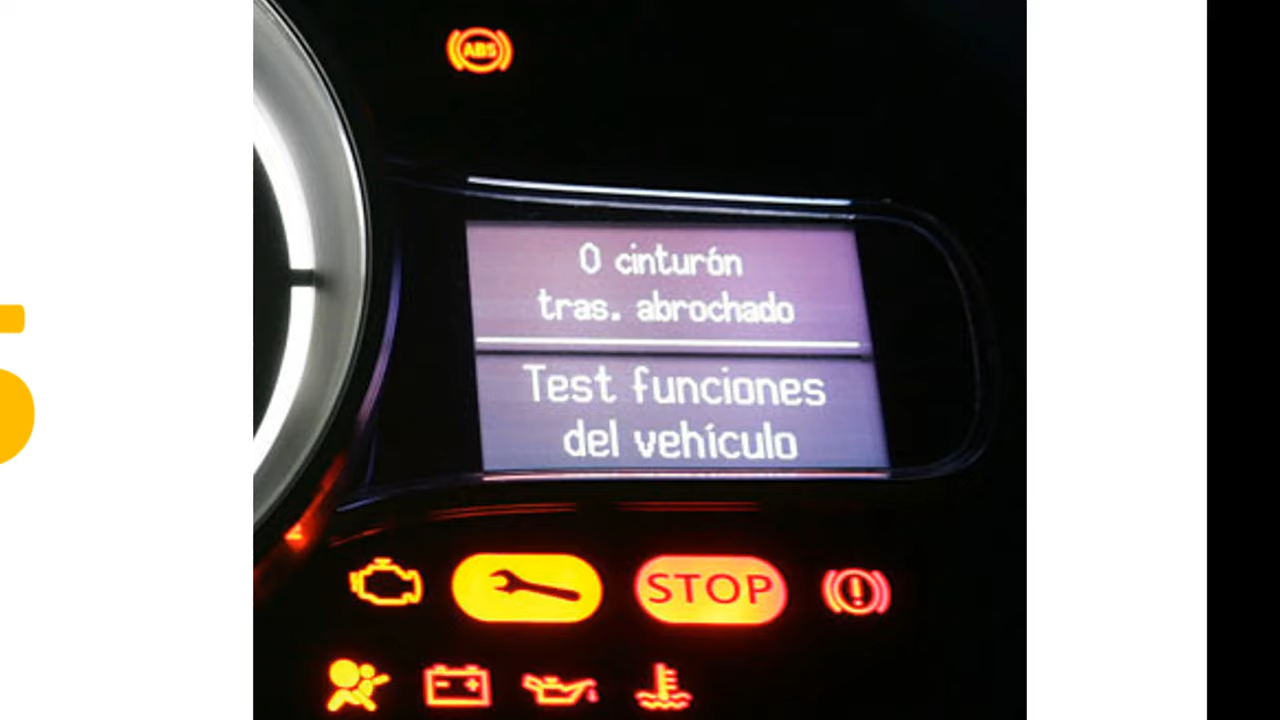 ABS
0 cinturón
tras. abrochado
Test funciones
del vehículo
STOP